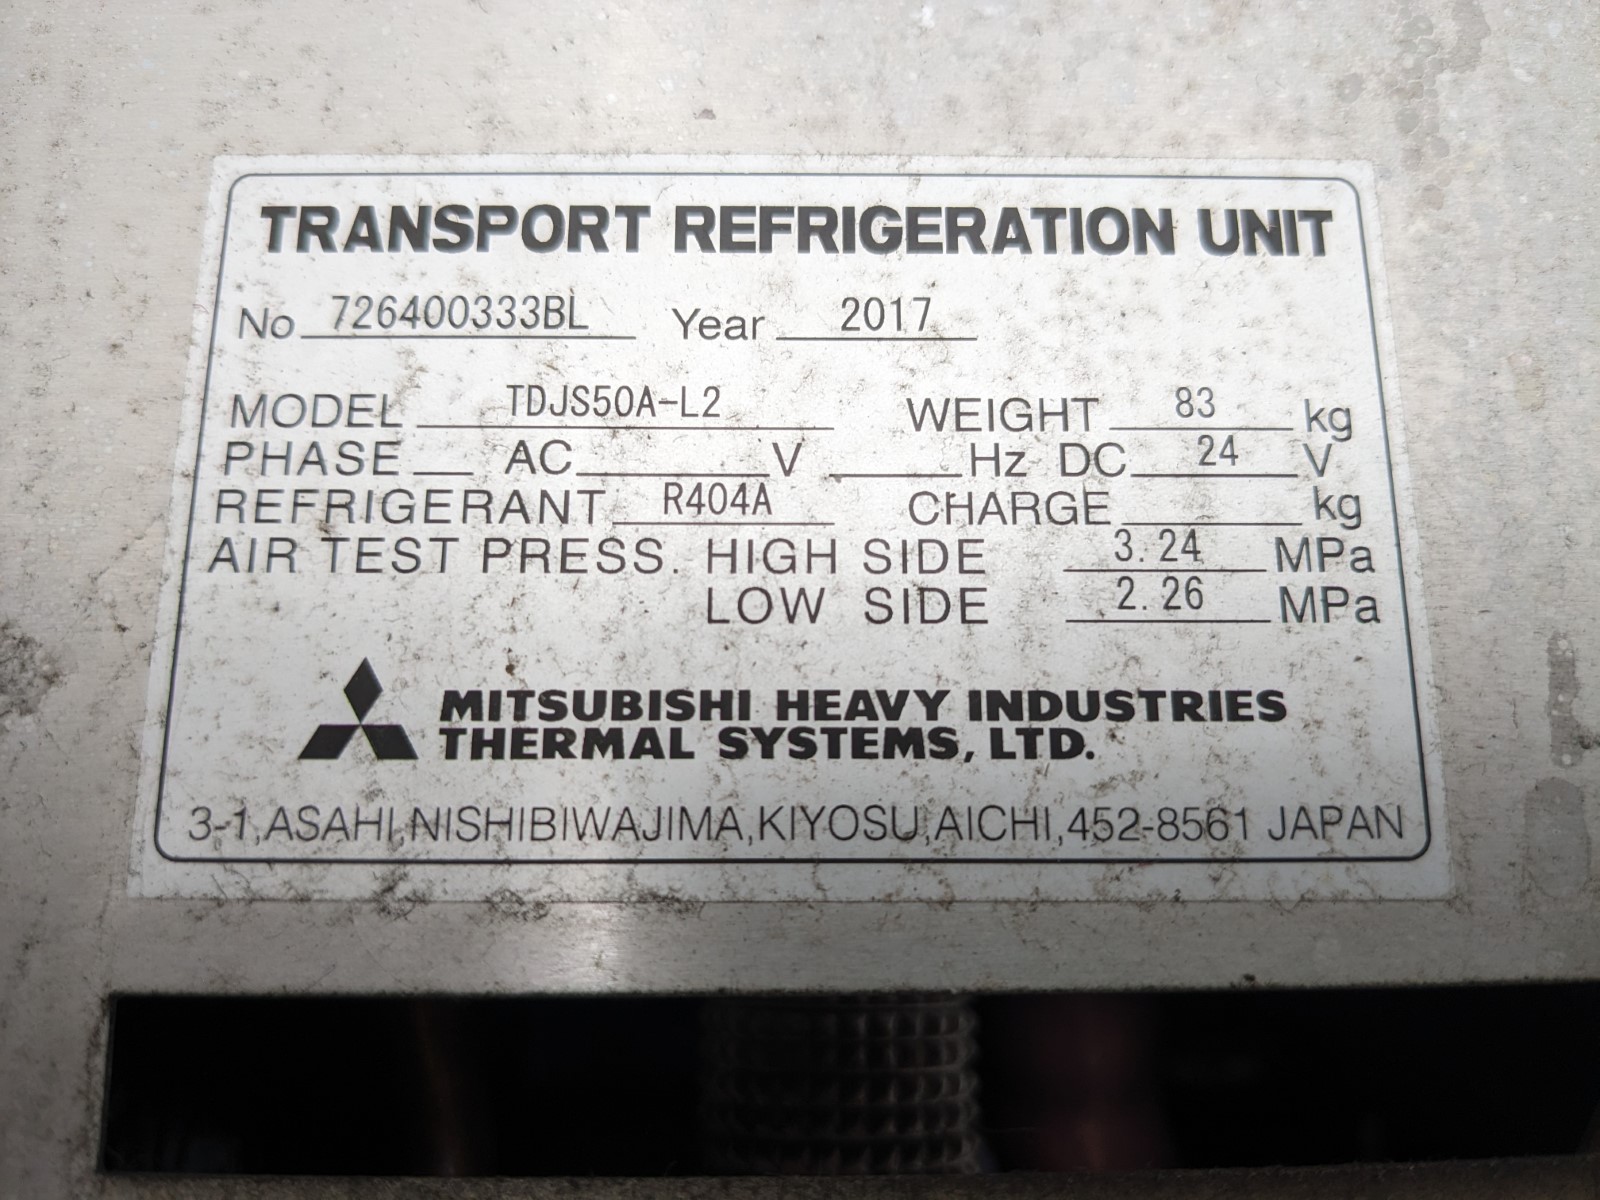 TRANSPORT REFRIGERATION UNIT
No 726400333BL Year 2017
MODEL TDJS50A-L2 WEIGHT 83 kg
PHASE AC V Hz DC 24 V
REFRIGERANT R404A CHARGE kg
AIR TEST PRESS. HIGH SIDE 3.24 MPa
LOW SIDE 2.26 MPa
MITSUBISHI HEAVY INDUSTRIES
THERMAL SYSTEMS, LTD.
3-1,ASAHI,NISHIBIWAJIMA,KIYOSU,AICHI,452-8561 JAPAN